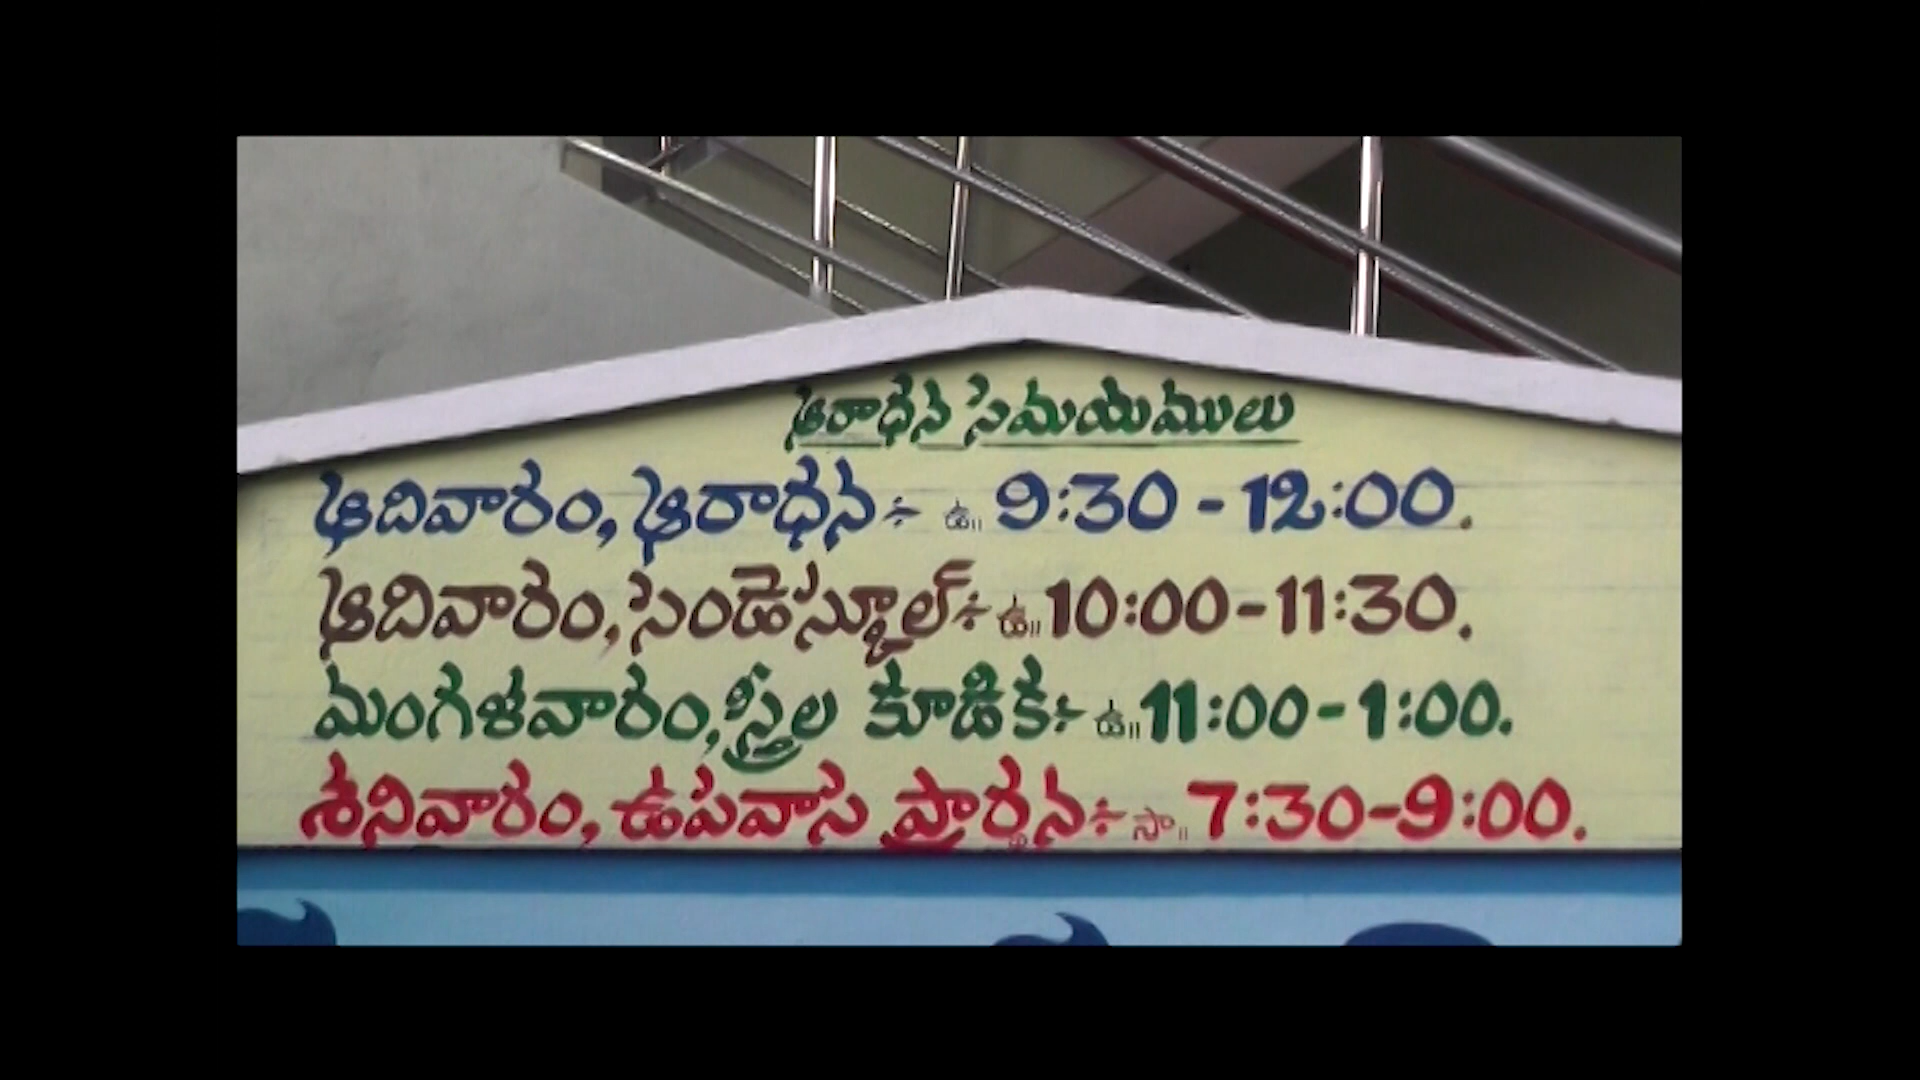 ఆరాధన సమయములు
ఆదివారం, ఆరాధన÷ ఉ॥ 9:30 - 12:00.
ఆదివారం, సండేస్కూల్÷ ఉ॥ 10:00-11:30.
మంగళవారం, స్త్రీల కూడిక÷ ఉ॥ 11:00-1:00.
శనివారం, ఉపవాస ప్రార్థన÷ సా॥ 7:30-9:00.